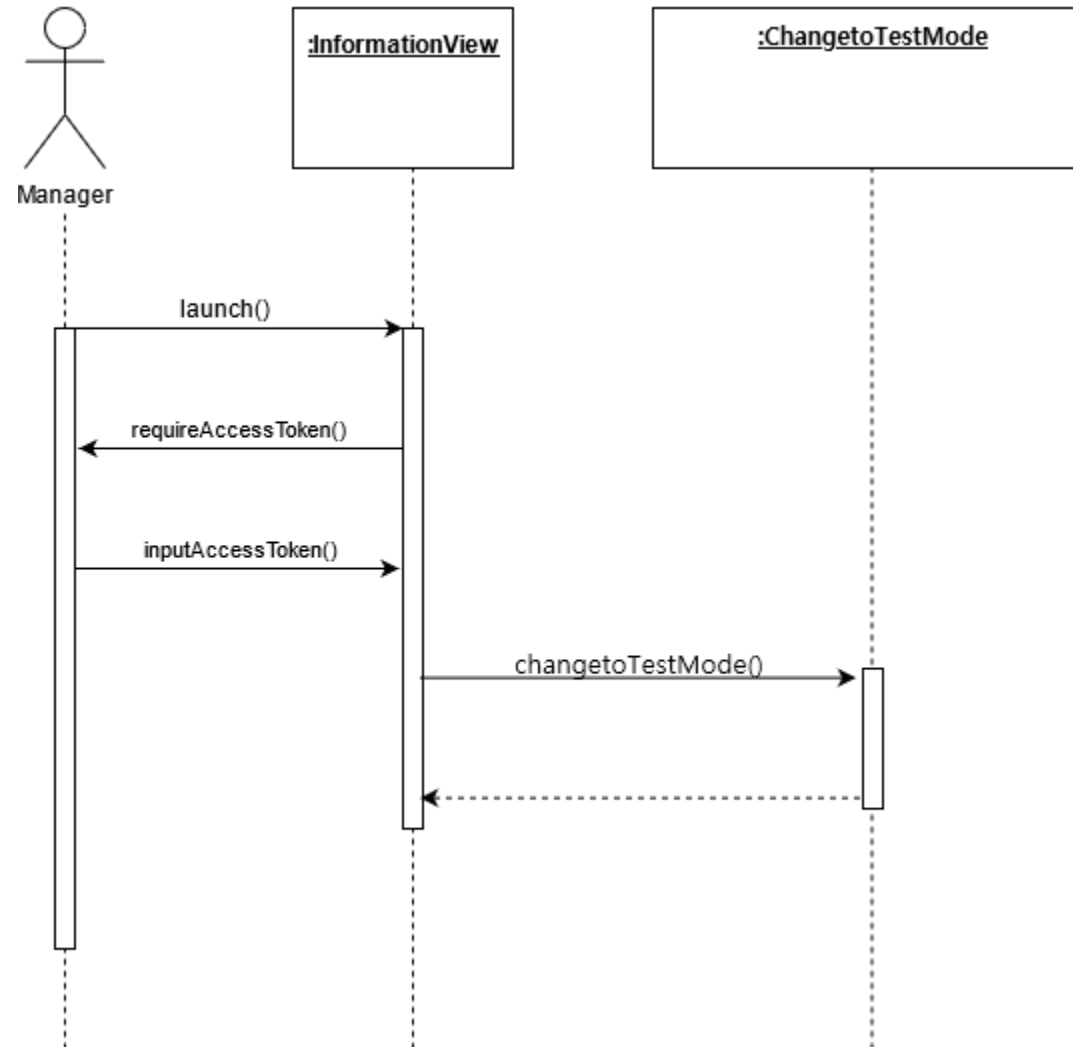 :InformationView
:ChangetoTestMode
Manager
launch()
requireAccessToken()
inputAccessToken()
changetoTestMode()